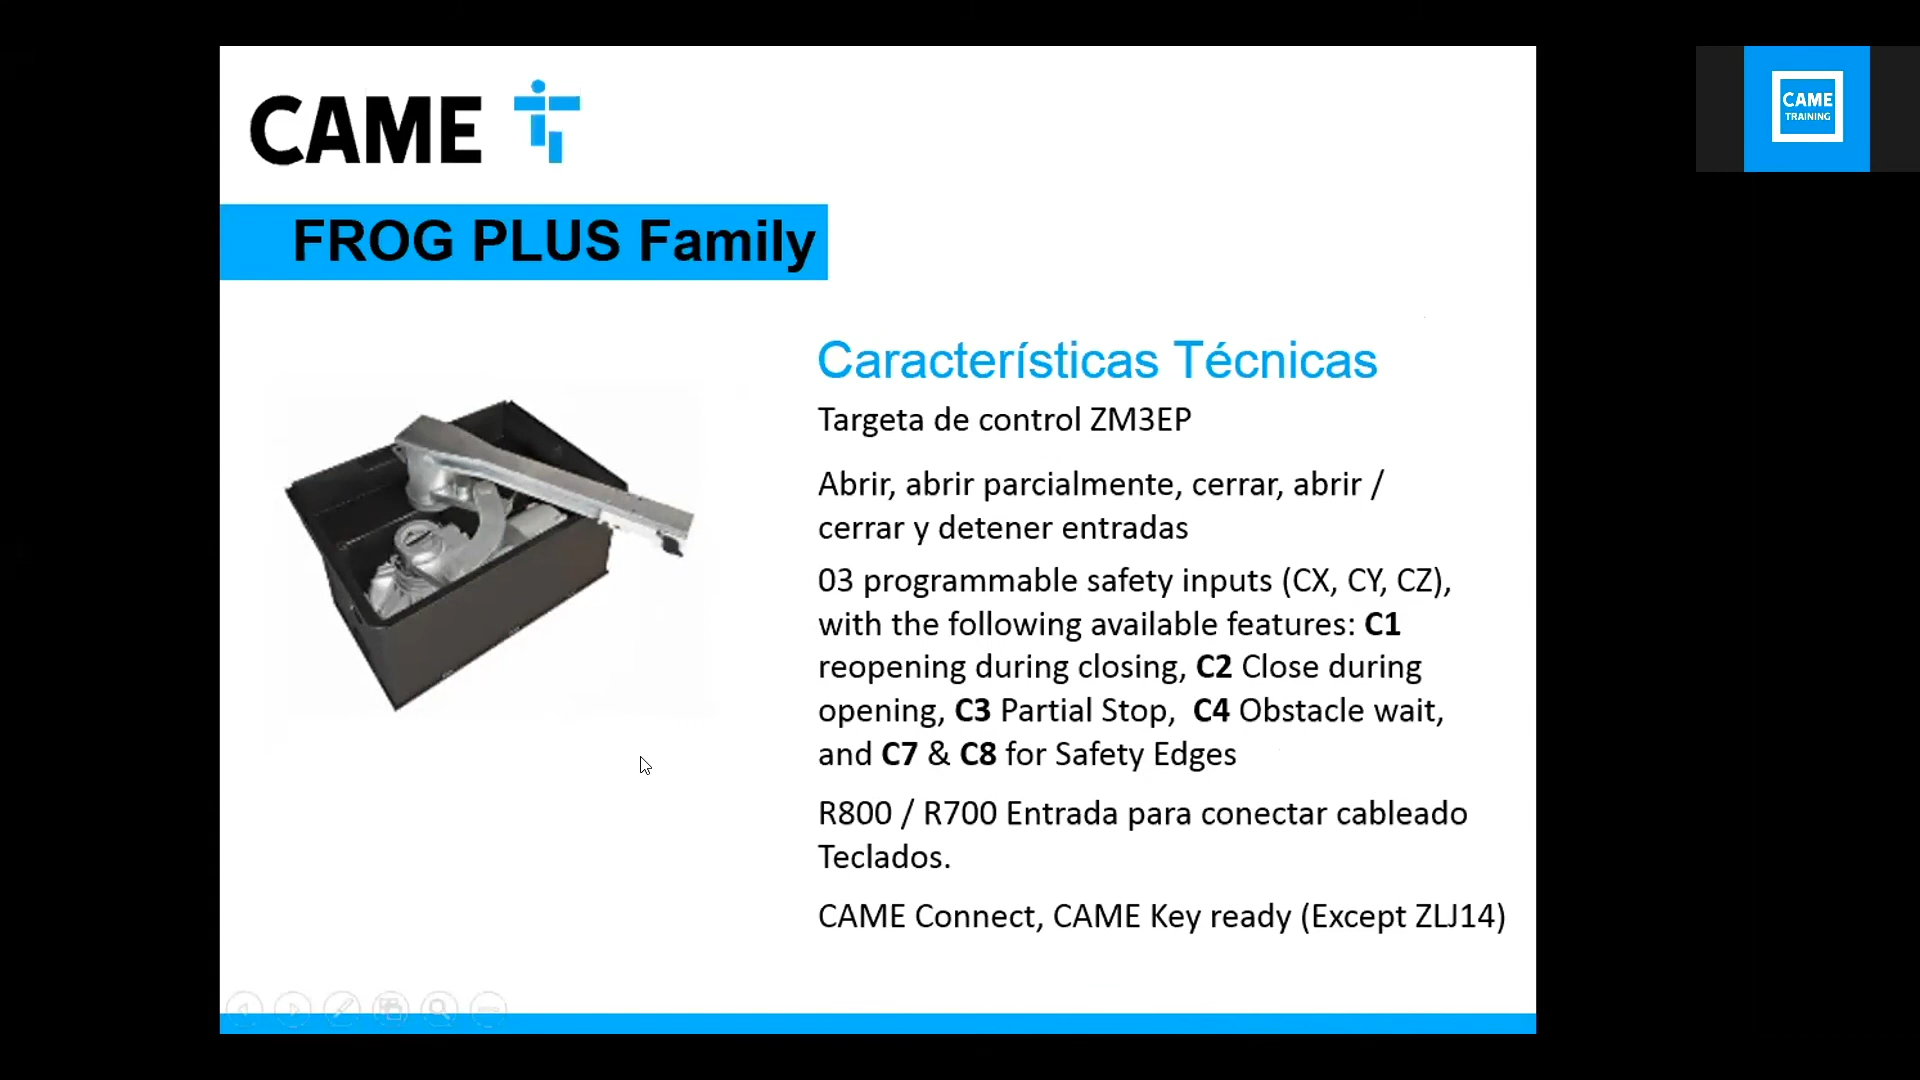 CAME
CAME
TRAINING
FROG PLUS Family
Características Técnicas
Targeta de control ZM3EP
Abrir, abrir parcialmente, cerrar, abrir /
cerrar y detener entradas
03 programmable safety inputs (CX, CY, CZ),
with the following available features: C1
reopening during closing, C2 Close during
opening, C3 Partial Stop, C4 Obstacle wait,
and C7 & C8 for Safety Edges
R800 / R700 Entrada para conectar cableado
Teclados.
CAME Connect, CAME Key ready (Except ZLJ14)